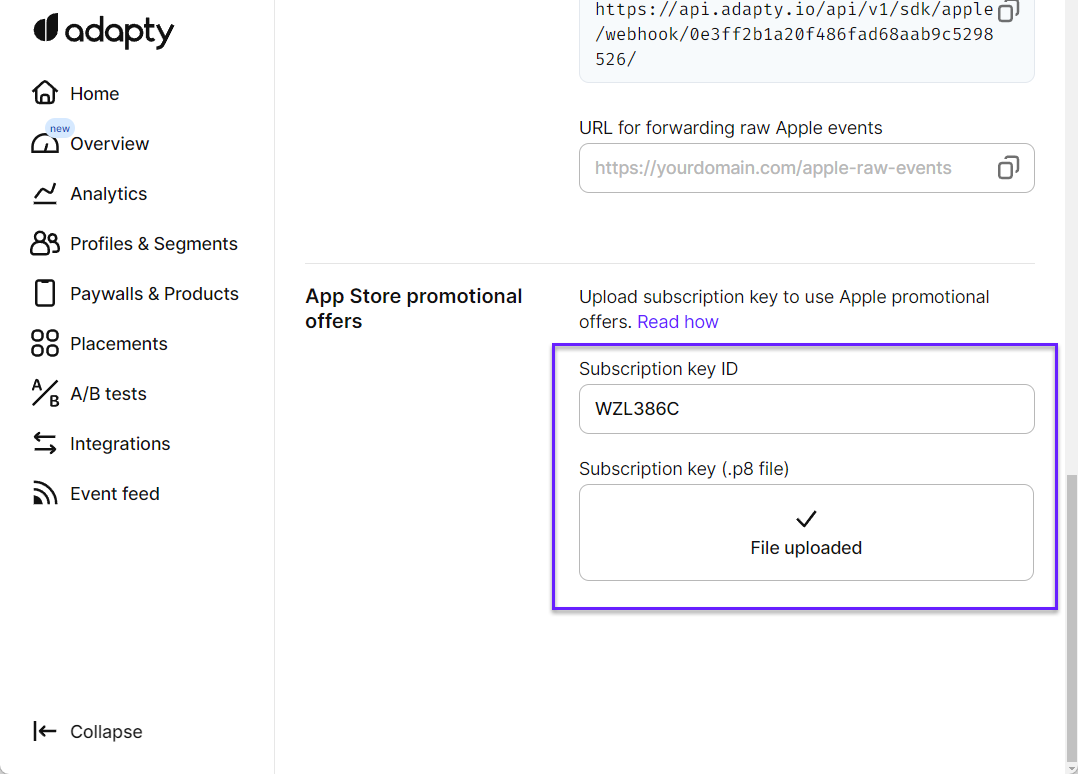 adapty
Home
new
Overview
Analytics
Profiles & Segments
Paywalls & Products
Placements
A/B tests
Integrations
Event feed
Collapse
https://api.adapty.io/api/v1/sdk/apple
/webhook/0e3ff2b1a20f486fad68aab9c5298
526/
URL for forwarding raw Apple events
https://yourdomain.com/apple-raw-events
App Store promotional
offers
Upload subscription key to use Apple promotional
offers. Read how
Subscription key ID
WZL386C
Subscription key (.p8 file)
File uploaded